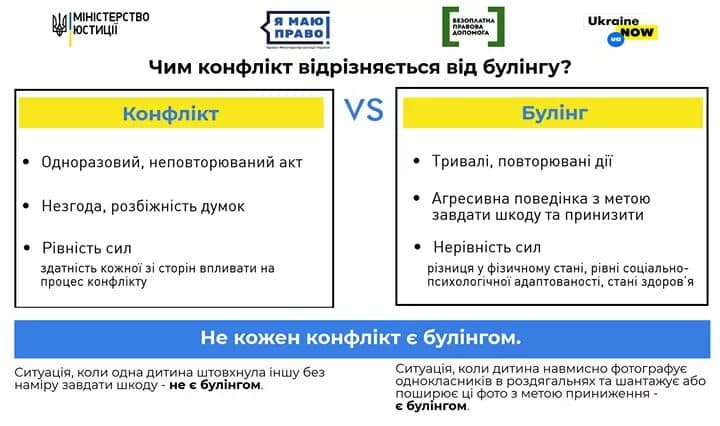 МІНІСТЕРСТВО
ЮСТИЦІЇ
Я МАЮ
ПРАВО!
БЕЗОПЛАТНА
ПРАВОВА
ДОПОМОГА
Ukraine
NOW
ua
Чим конфлікт відрізняється від булінгу?
Конфлікт
VS
Булінг
• Одноразовий, неповторюваний акт
• Незгода, розбіжність думок
• Рівність сил
здатність кожної зі сторін впливати на
процес конфлікту
• Тривалі, повторювані дії
• Агресивна поведінка з метою
завдати шкоду та принизити
• Нерівність сил
різниця у фізичному стані, рівні соціально-
психологічної адаптованості, стані здоров'я
Не кожен конфлікт є булінгом.
Ситуація, коли одна дитина штовхнула іншу без
наміру завдати шкоду - не є булінгом.
Ситуація, коли дитина навмисно фотографує
однокласників в роздягальнях та шантажує або
поширює ці фото з метою приниження -
є булінгом.